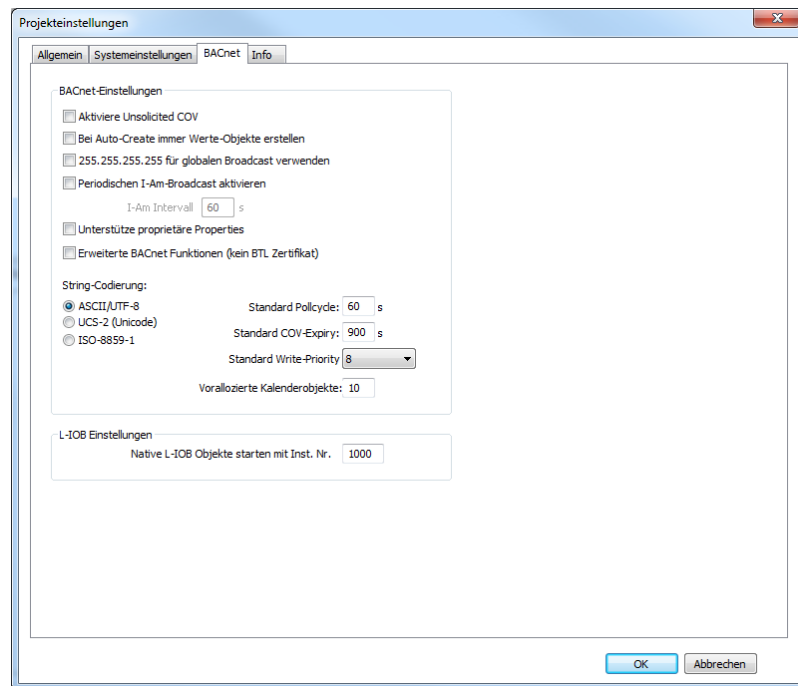 Projekteinstellungen
Allgemein Systemeinstellungen BACnet Info
BACnet-Einstellungen
Aktiviere Unsolicited COV
Bei Auto-Create immer Werte-Objekte erstellen
255.255.255.255 für globalen Broadcast verwenden
Periodischen I-Am-Broadcast aktivieren
I-Am Intervall 60 s
Unterstütze proprietäre Properties
Erweiterte BACnet Funktionen (kein BTL Zertifikat)
String-Codierung:
ASCII/UTF-8
UCS-2 (Unicode)
ISO-8859-1
Standard Pollcycle: 60 s
Standard COV-Expiry: 900 s
Standard Write-Priority 8
Vorallozierte Kalenderobjekte: 10
L-IOB Einstellungen
Native L-IOB Objekte starten mit Inst. Nr. 1000
OK Abbrechen